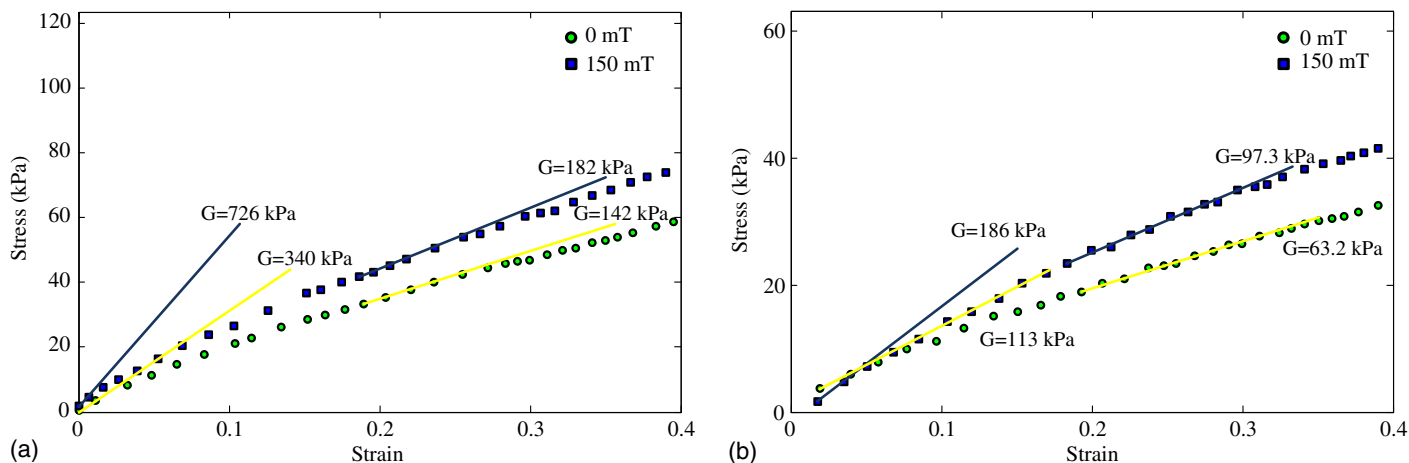 120
100
80
60
40
20
0
Stress (kPa)
0 mT
150 mT
G=182 kPa
G=726 kPa
G=142 kPa
G=340 kPa
0
0.1
0.2
0.3
0.4
Strain
(a)
60
40
20
0
Stress (kPa)
0 mT
150 mT
G=97.3 kPa
G=186 kPa
G=63.2 kPa
G=113 kPa
0
0.1
0.2
0.3
0.4
Strain
(b)